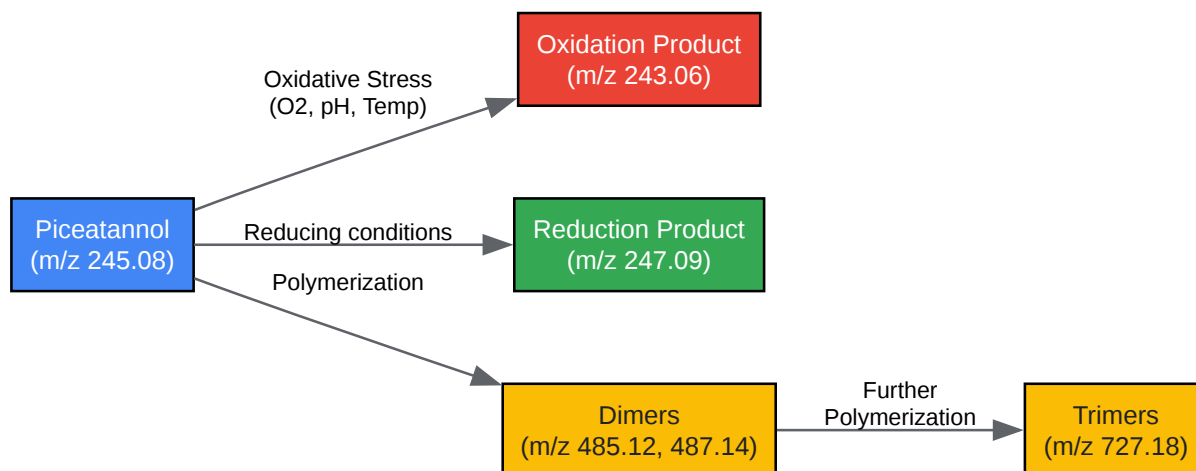 Oxidation Product
(m/z 243.06)
Oxidative Stress
(O2, pH, Temp)
Piceatannol
(m/z 245.08)
Reducing conditions
Reduction Product
(m/z 247.09)
Polymerization
Dimers
(m/z 485.12, 487.14)
Further
Polymerization
Trimers
(m/z 727.18)